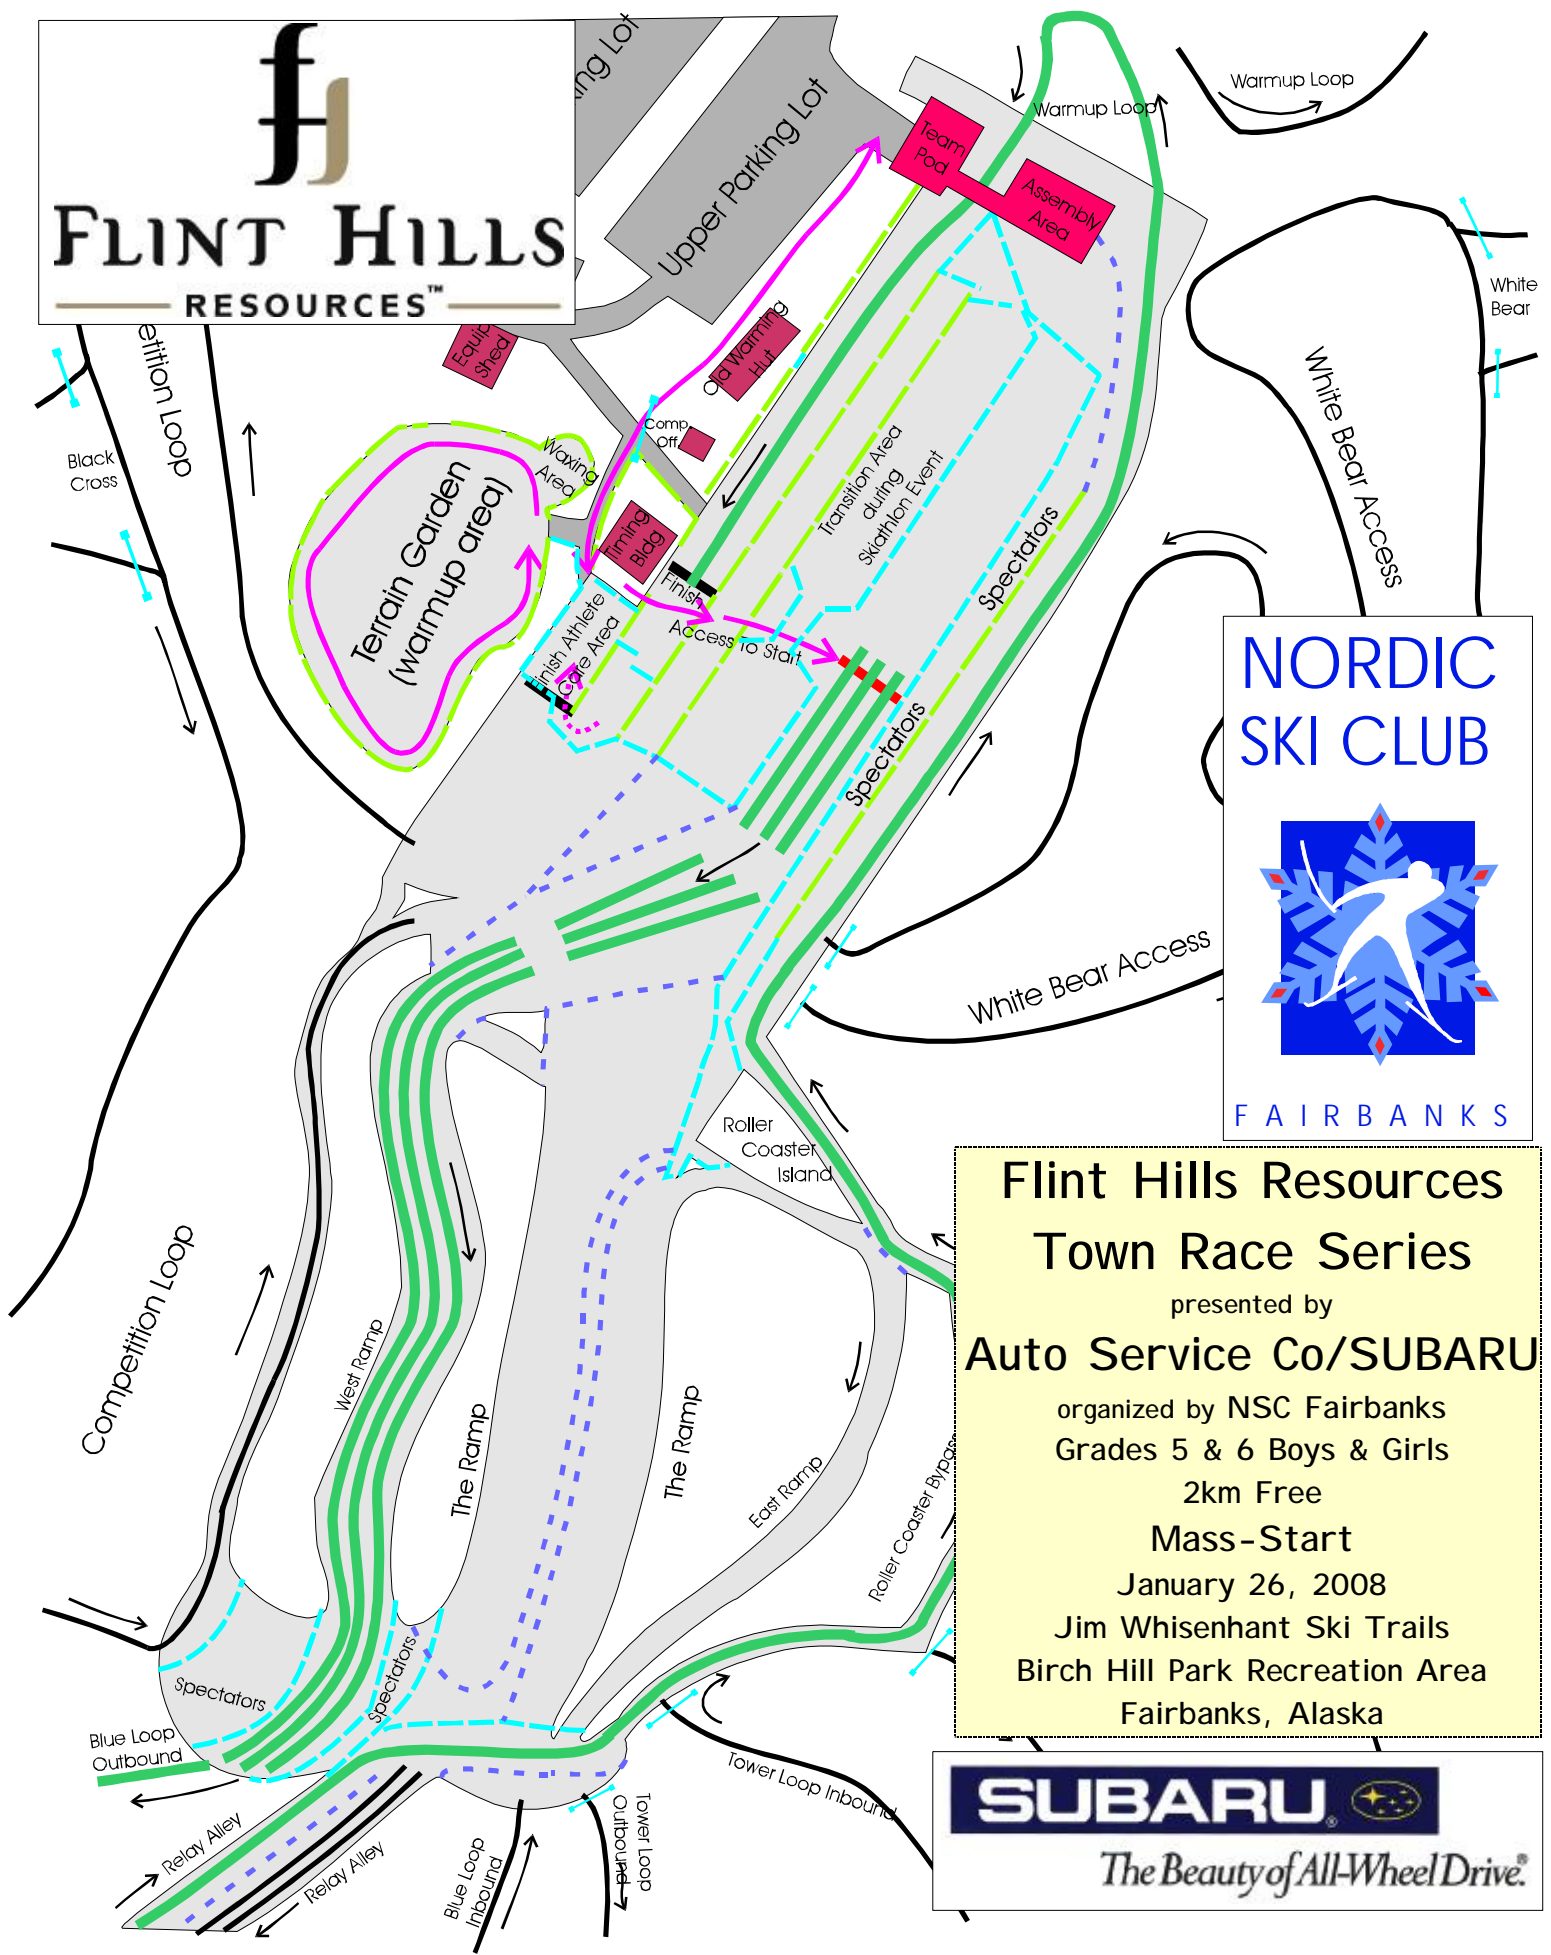 FLINT HILLS
RESOURCES™
ing Lot
Upper Parking Lot
Warmup Loop
Warmup Loop
Team
Pod
Assembly
Area
White
Bear
White Bear Access
etition Loop
Equip
Shed
Old Warming
Hut
Comp.
Off.
Black
Cross
Waxing
Area
Terrain Garden
(warmup area)
Timing
Bldg
Finish
Transition Area
during
Skiathlon Event
Spectators
Finish Athlete
Care Area
Access To Start
Spectators
NORDIC
SKI CLUB
FAIRBANKS
White Bear Access
Roller
Coaster
Island
Competition Loop
West Ramp
The Ramp
The Ramp
East Ramp
Roller Coaster Bypas
Flint Hills Resources
Town Race Series
presented by
Auto Service Co/SUBARU
organized by NSC Fairbanks
Grades 5 & 6 Boys & Girls
2km Free
Mass-Start
January 26, 2008
Jim Whisenhant Ski Trails
Birch Hill Park Recreation Area
Fairbanks, Alaska
Spectators
Spectators
Blue Loop
Outbound
Relay Alley
Relay Alley
Blue Loop
Inbound
Tower Loop
Outbound
Tower Loop Inbound
SUBARU®
The Beauty of All-Wheel Drive.®